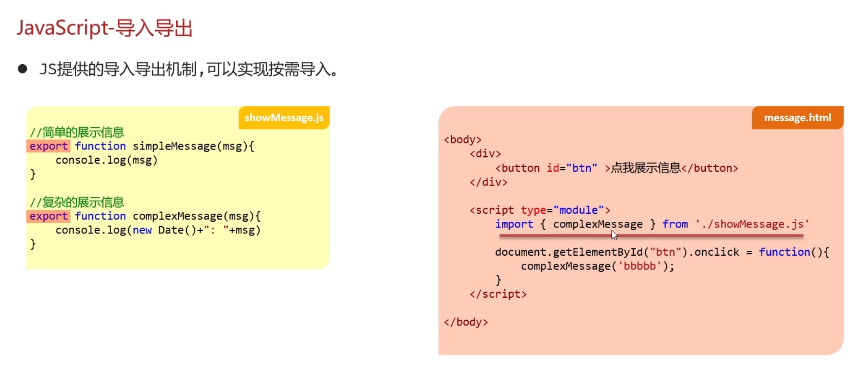 JavaScript-导入导出
● JS提供的导入导出机制,可以实现按需导入。
showMessage.js
//简单的展示信息
export function simpleMessage(msg){
console.log(msg)
}
//复杂的展示信息
export function complexMessage(msg){
console.log(new Date()+": "+msg)
}
message.html
<body>
<div>
<button id="btn" >点我展示信息</button>
</div>
<script type="module">
import { complexMessage } from './showMessage.js'
document.getElementById("btn").onclick = function(){
complexMessage('bbbbb');
}
</script>
</body>